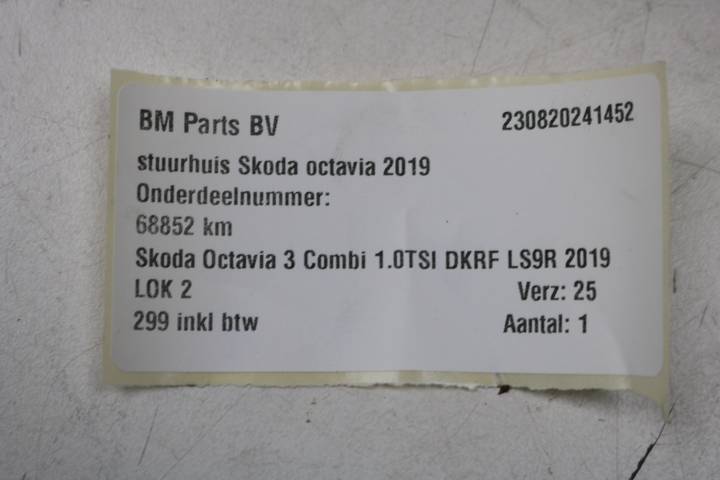 BM Parts BV 230820241452
stuurhuis Skoda octavia 2019
Onderdeelnummer:
68852 km
Skoda Octavia 3 Combi 1.0TSI DKRF LS9R 2019
LOK 2 Verz: 25
299 inkl btw Aantal: 1